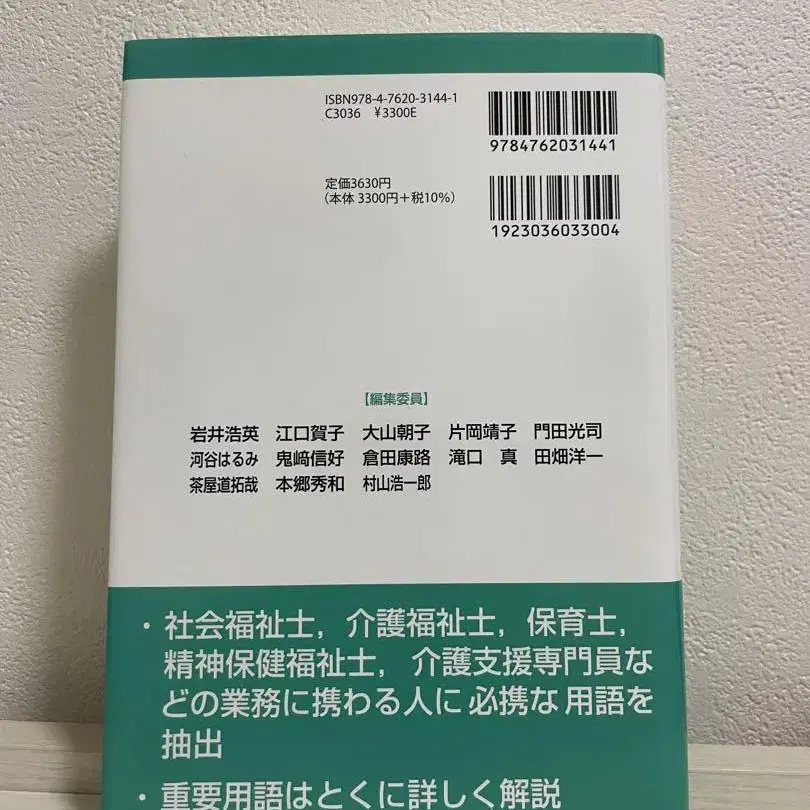 ISBN978-4-7620-3144-1
C3036 ¥3300E
9784762031441
定価3630円
（本体 3300円＋税10%）
1923036033004
【編集委員】
岩井浩英 江口賀子 大山朝子 片岡靖子 門田光司
河谷はるみ 鬼﨑信好 倉田康路 滝口 真 田畑洋一
茶屋道拓哉 本郷秀和 村山浩一郎
・社会福祉士，介護福祉士，保育士，
精神保健福祉士，介護支援専門員な
どの業務に携わる人に 必携な 用語を
抽出
・重要用語はとくに詳しく解説